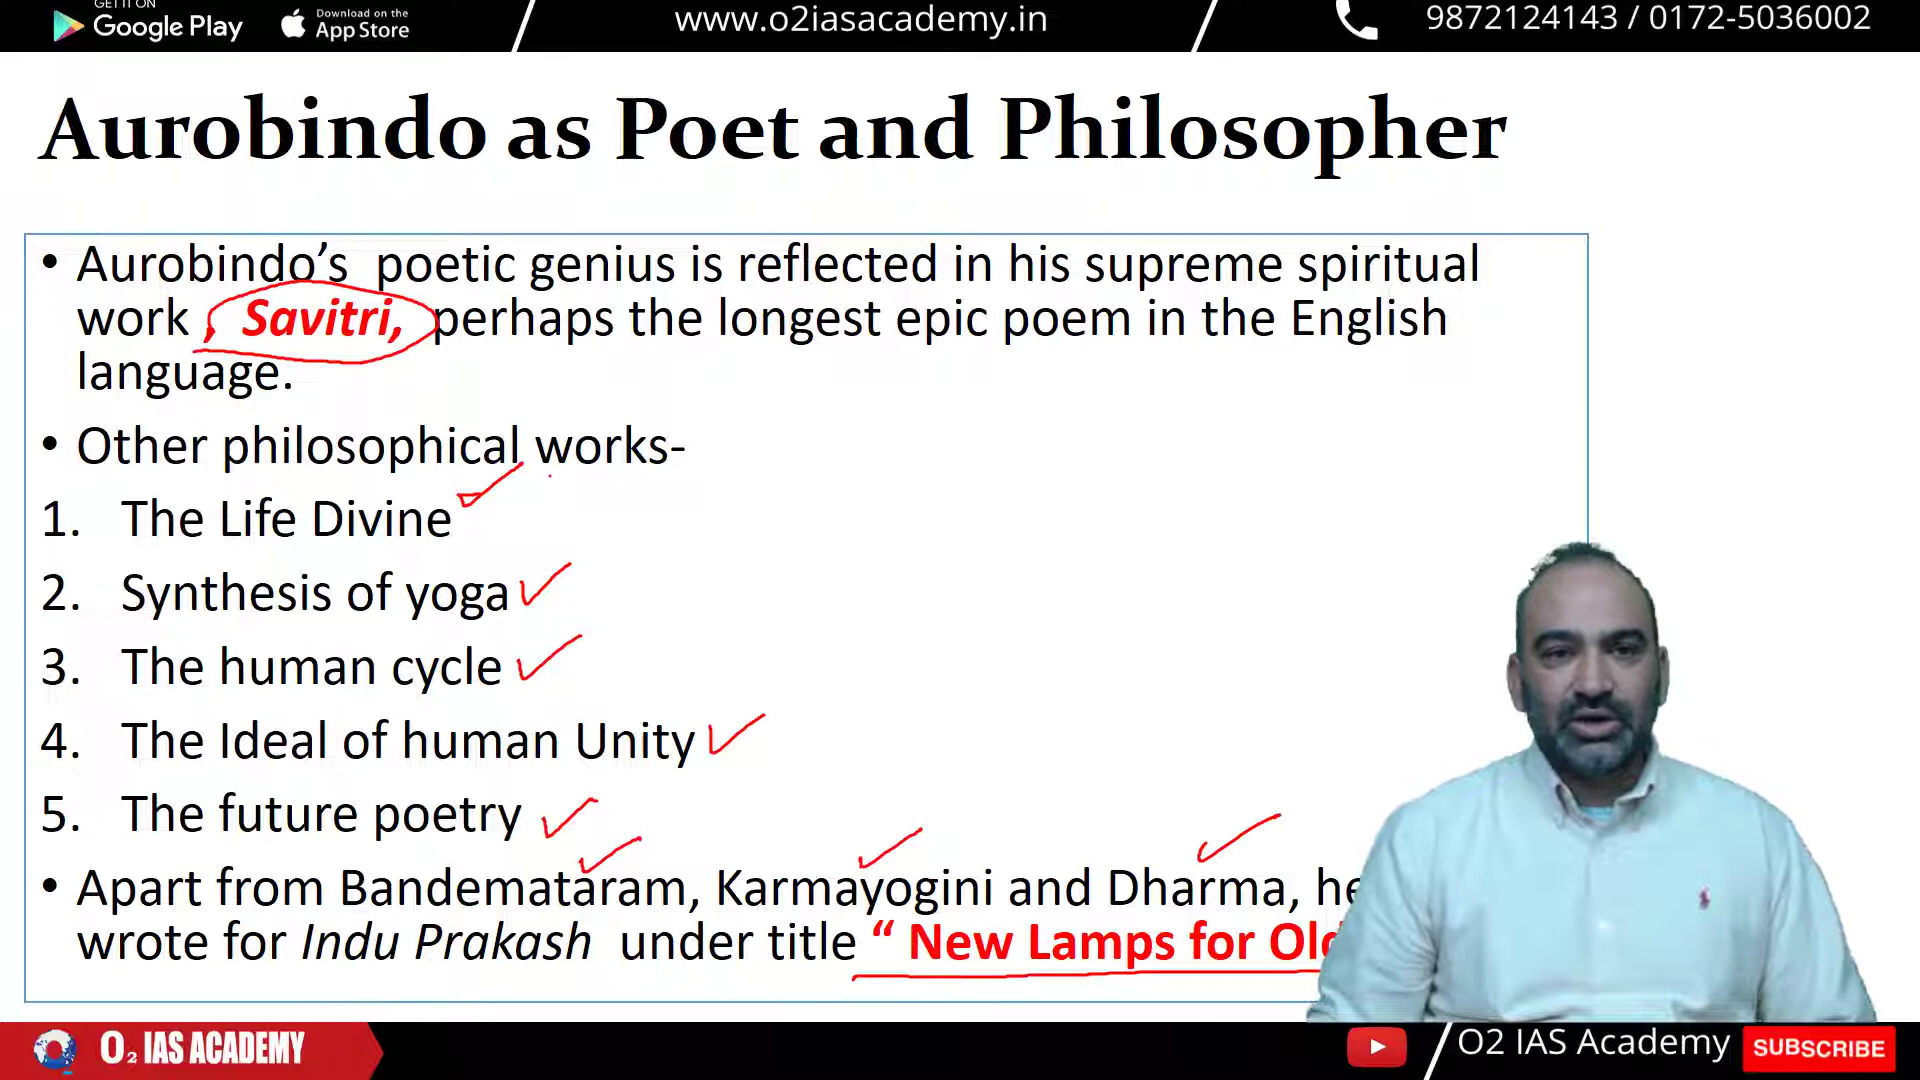 GET IT ON
Google Play
Download on the
App Store
www.o2iasacademy.in
9872124143 / 0172-5036002
Aurobindo as Poet and Philosopher
• Aurobindo’s poetic genius is reflected in his supreme spiritual
work , Savitri, perhaps the longest epic poem in the English
language.
• Other philosophical works-
1. The Life Divine
2. Synthesis of yoga
3. The human cycle
4. The Ideal of human Unity
5. The future poetry
• Apart from Bandemataram, Karmayogini and Dharma, he
wrote for Indu Prakash under title “ New Lamps for Old
O2 IAS ACADEMY
O2 IAS Academy
SUBSCRIBE